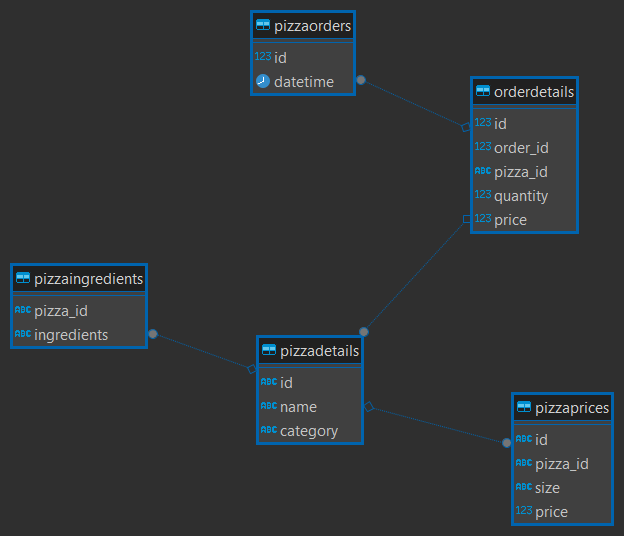 pizzaorders
123 id
datetime
orderdetails
123 id
123 order_id
ABC pizza_id
123 quantity
123 price
pizzaingredients
ABC pizza_id
ABC ingredients
pizzadetails
ABC id
ABC name
ABC category
pizzaprices
ABC id
ABC pizza_id
ABC size
123 price